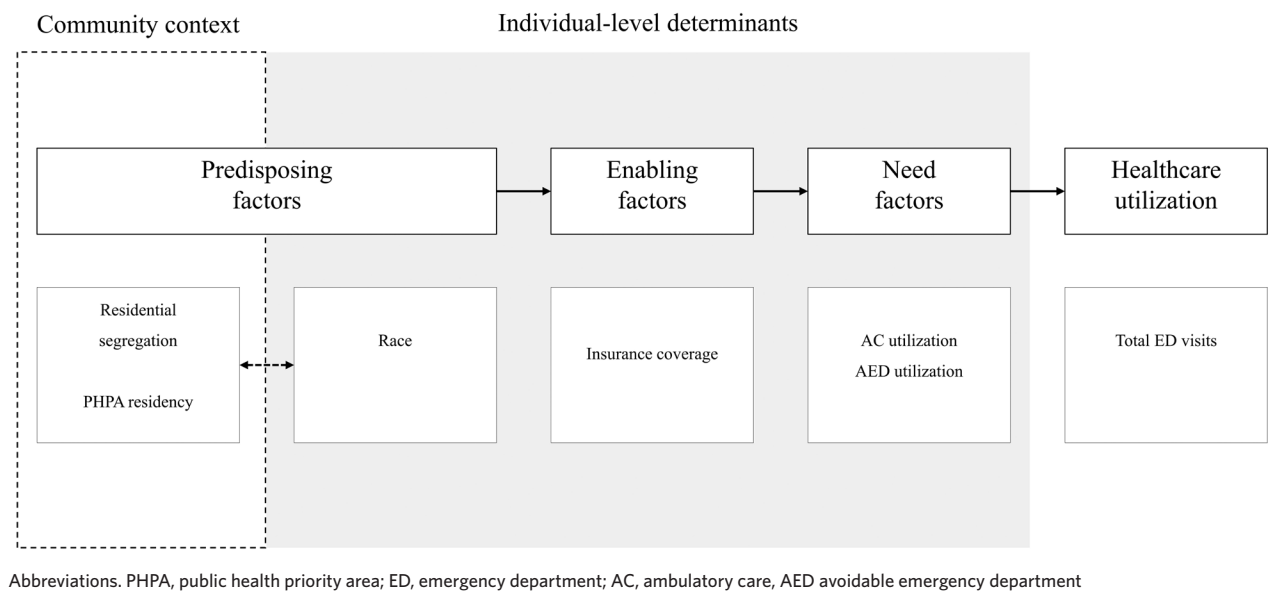 Community context
Individual-level determinants
Predisposing
factors
Enabling
factors
Need
factors
Healthcare
utilization
Residential
segregation
PHPA residency
Race
Insurance coverage
AC utilization
AED utilization
Total ED visits
Abbreviations. PHPA, public health priority area; ED, emergency department; AC, ambulatory care, AED avoidable emergency department